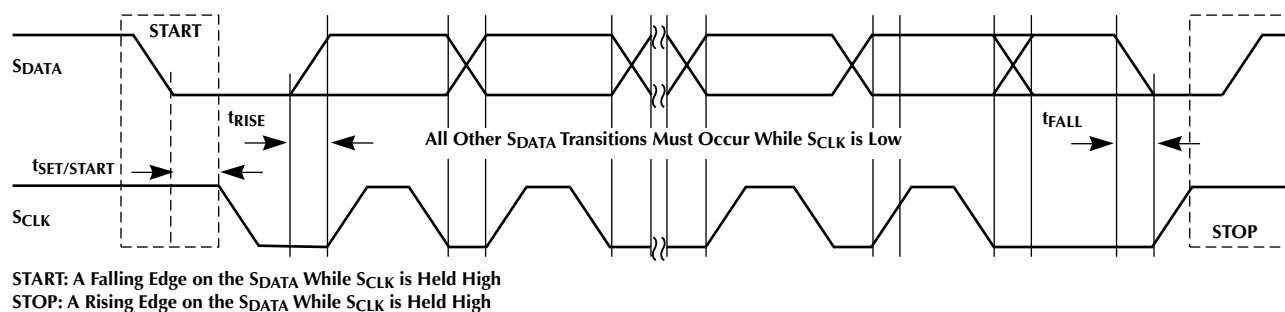 START
SDATA
tRISE
All Other SDATA Transitions Must Occur While SCLK is Low
tFALL
tSET/START
SCLK
STOP
START: A Falling Edge on the SDATA While SCLK is Held High
STOP: A Rising Edge on the SDATA While SCLK is Held High